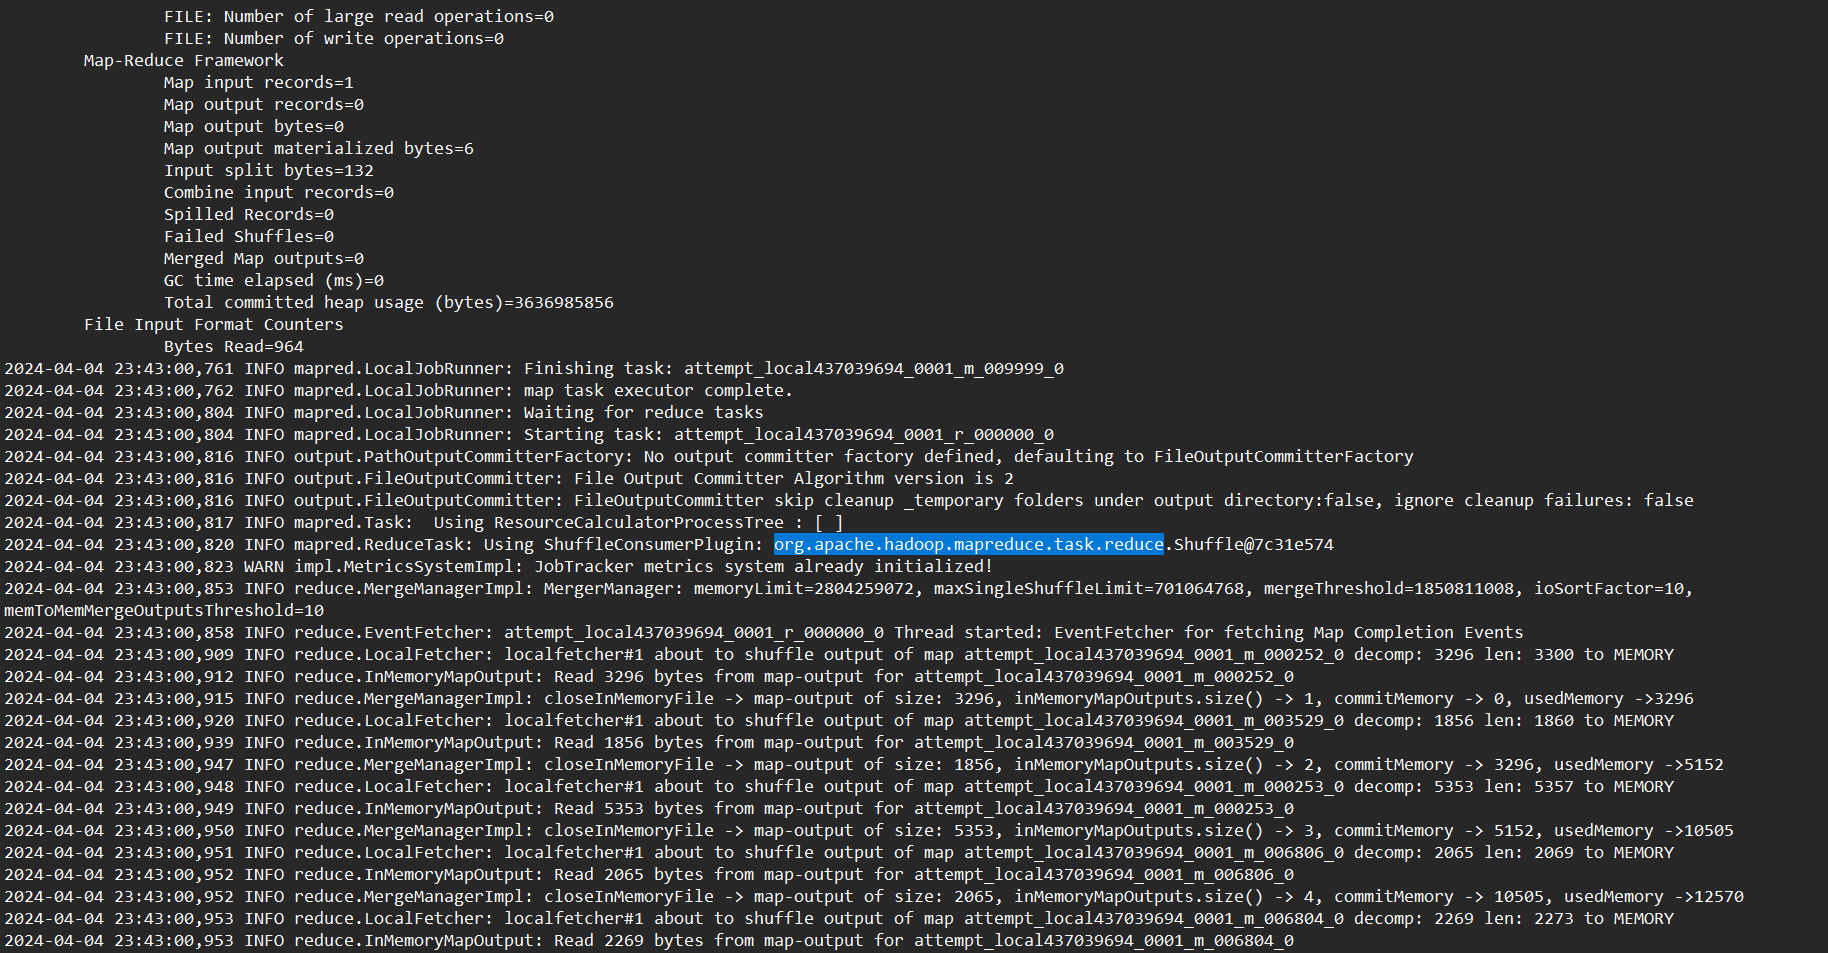 FILE: Number of large read operations=0
FILE: Number of write operations=0
Map-Reduce Framework
Map input records=1
Map output records=0
Map output bytes=0
Map output materialized bytes=6
Input split bytes=132
Combine input records=0
Spilled Records=0
Failed Shuffles=0
Merged Map outputs=0
GC time elapsed (ms)=0
Total committed heap usage (bytes)=3636985856
File Input Format Counters
Bytes Read=964
2024-04-04 23:43:00,761 INFO mapred.LocalJobRunner: Finishing task: attempt_local437039694_0001_m_009999_0
2024-04-04 23:43:00,762 INFO mapred.LocalJobRunner: map task executor complete.
2024-04-04 23:43:00,804 INFO mapred.LocalJobRunner: Waiting for reduce tasks
2024-04-04 23:43:00,804 INFO mapred.LocalJobRunner: Starting task: attempt_local437039694_0001_r_000000_0
2024-04-04 23:43:00,816 INFO output.PathOutputCommitterFactory: No output committer factory defined, defaulting to FileOutputCommitterFactory
2024-04-04 23:43:00,816 INFO output.FileOutputCommitter: File Output Committer Algorithm version is 2
2024-04-04 23:43:00,816 INFO output.FileOutputCommitter: FileOutputCommitter skip cleanup _temporary folders under output directory:false, ignore cleanup failures: false
2024-04-04 23:43:00,817 INFO mapred.Task:  Using ResourceCalculatorProcessTree : [ ]
2024-04-04 23:43:00,820 INFO mapred.ReduceTask: Using ShuffleConsumerPlugin: org.apache.hadoop.mapreduce.task.reduce.Shuffle@7c31e574
2024-04-04 23:43:00,823 WARN impl.MetricsSystemImpl: JobTracker metrics system already initialized!
2024-04-04 23:43:00,853 INFO reduce.MergeManagerImpl: MergerManager: memoryLimit=2804259072, maxSingleShuffleLimit=701064768, mergeThreshold=1850811008, ioSortFactor=10,
memToMemMergeOutputsThreshold=10
2024-04-04 23:43:00,858 INFO reduce.EventFetcher: attempt_local437039694_0001_r_000000_0 Thread started: EventFetcher for fetching Map Completion Events
2024-04-04 23:43:00,909 INFO reduce.LocalFetcher: localfetcher#1 about to shuffle output of map attempt_local437039694_0001_m_000252_0 decomp: 3296 len: 3300 to MEMORY
2024-04-04 23:43:00,912 INFO reduce.InMemoryMapOutput: Read 3296 bytes from map-output for attempt_local437039694_0001_m_000252_0
2024-04-04 23:43:00,915 INFO reduce.MergeManagerImpl: closeInMemoryFile -> map-output of size: 3296, inMemoryMapOutputs.size() -> 1, commitMemory -> 0, usedMemory ->3296
2024-04-04 23:43:00,920 INFO reduce.LocalFetcher: localfetcher#1 about to shuffle output of map attempt_local437039694_0001_m_003529_0 decomp: 1856 len: 1860 to MEMORY
2024-04-04 23:43:00,939 INFO reduce.InMemoryMapOutput: Read 1856 bytes from map-output for attempt_local437039694_0001_m_003529_0
2024-04-04 23:43:00,947 INFO reduce.MergeManagerImpl: closeInMemoryFile -> map-output of size: 1856, inMemoryMapOutputs.size() -> 2, commitMemory -> 3296, usedMemory ->5152
2024-04-04 23:43:00,948 INFO reduce.LocalFetcher: localfetcher#1 about to shuffle output of map attempt_local437039694_0001_m_000253_0 decomp: 5353 len: 5357 to MEMORY
2024-04-04 23:43:00,949 INFO reduce.InMemoryMapOutput: Read 5353 bytes from map-output for attempt_local437039694_0001_m_000253_0
2024-04-04 23:43:00,950 INFO reduce.MergeManagerImpl: closeInMemoryFile -> map-output of size: 5353, inMemoryMapOutputs.size() -> 3, commitMemory -> 5152, usedMemory ->10505
2024-04-04 23:43:00,951 INFO reduce.LocalFetcher: localfetcher#1 about to shuffle output of map attempt_local437039694_0001_m_006806_0 decomp: 2065 len: 2069 to MEMORY
2024-04-04 23:43:00,952 INFO reduce.InMemoryMapOutput: Read 2065 bytes from map-output for attempt_local437039694_0001_m_006806_0
2024-04-04 23:43:00,952 INFO reduce.MergeManagerImpl: closeInMemoryFile -> map-output of size: 2065, inMemoryMapOutputs.size() -> 4, commitMemory -> 10505, usedMemory ->12570
2024-04-04 23:43:00,953 INFO reduce.LocalFetcher: localfetcher#1 about to shuffle output of map attempt_local437039694_0001_m_006804_0 decomp: 2269 len: 2273 to MEMORY
2024-04-04 23:43:00,953 INFO reduce.InMemoryMapOutput: Read 2269 bytes from map-output for attempt_local437039694_0001_m_006804_0